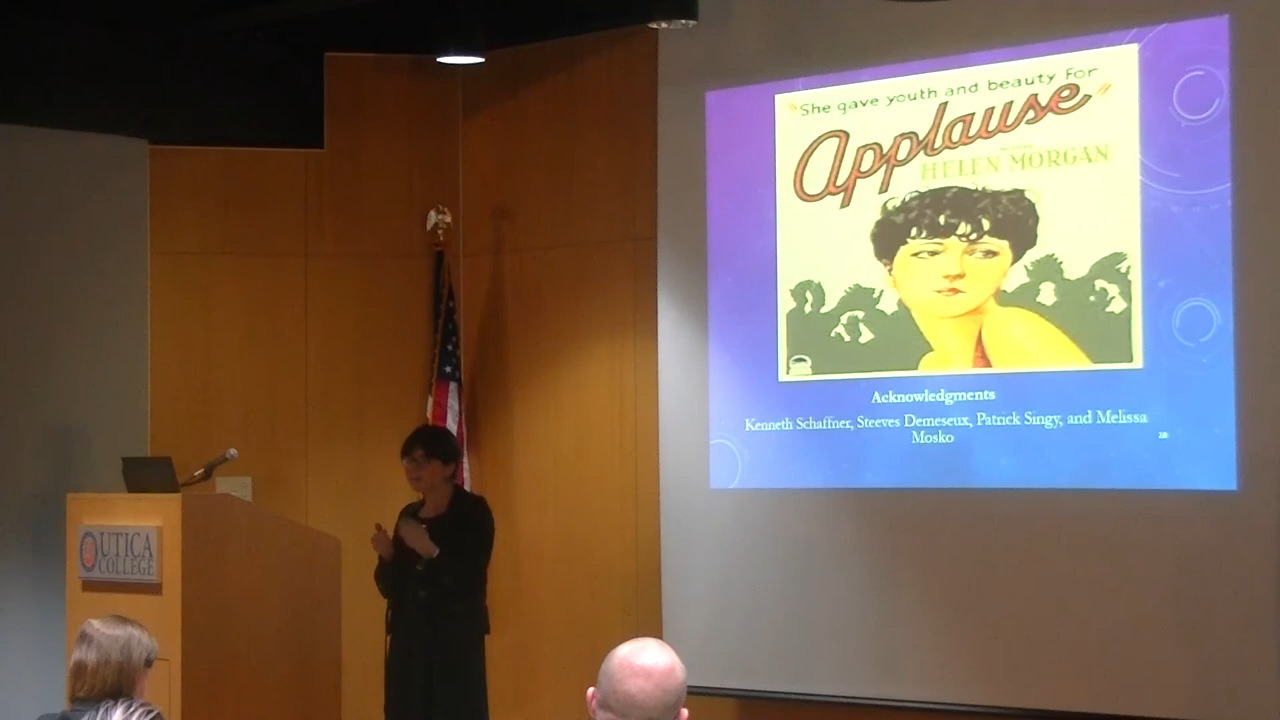 "She gave youth and beauty For
Applause"
WITH
HELEN MORGAN
Acknowledgments
Kenneth Schaffner, Steeves Demeseux, Patrick Singy, and Melissa
Mosko
28
UTICA
COLLEGE